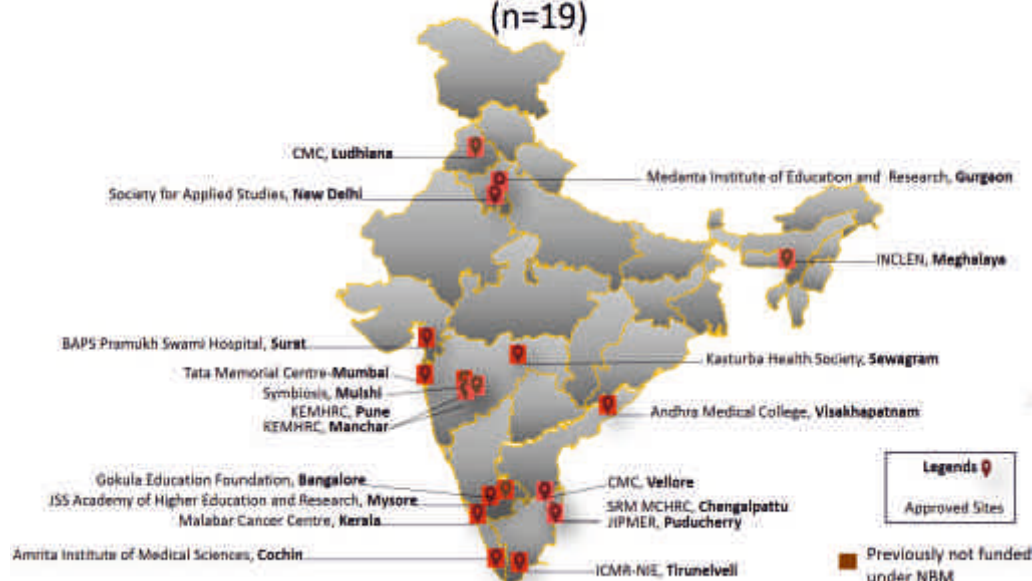 (n=19)
CMC, Ludhiana
Medanta Institute of Education and Research, Gurgaon
Society for Applied Studies, New Delhi
INCLEN, Meghalaya
BAPS Pramukh Swami Hospital, Surat
Kasturba Health Society, Sewagram
Tata Memorial Centre-Mumbai
Symbiosis, Mulshi
KEMHRC, Pune
KEMHRC, Manchar
Andhra Medical College, Visakhapatnam
Gokula Education Foundation, Bangalore
JSS Academy of Higher Education and Research, Mysore
Malabar Cancer Centre, Kerala
CMC, Vellore
SRM MCHRC, Chengalpattu
JIPMER, Puducherry
Amrita Institute of Medical Sciences, Cochin
ICMR-NIE, Tirunelveli
Legends
Approved Sites
Previously not funded
under NBM